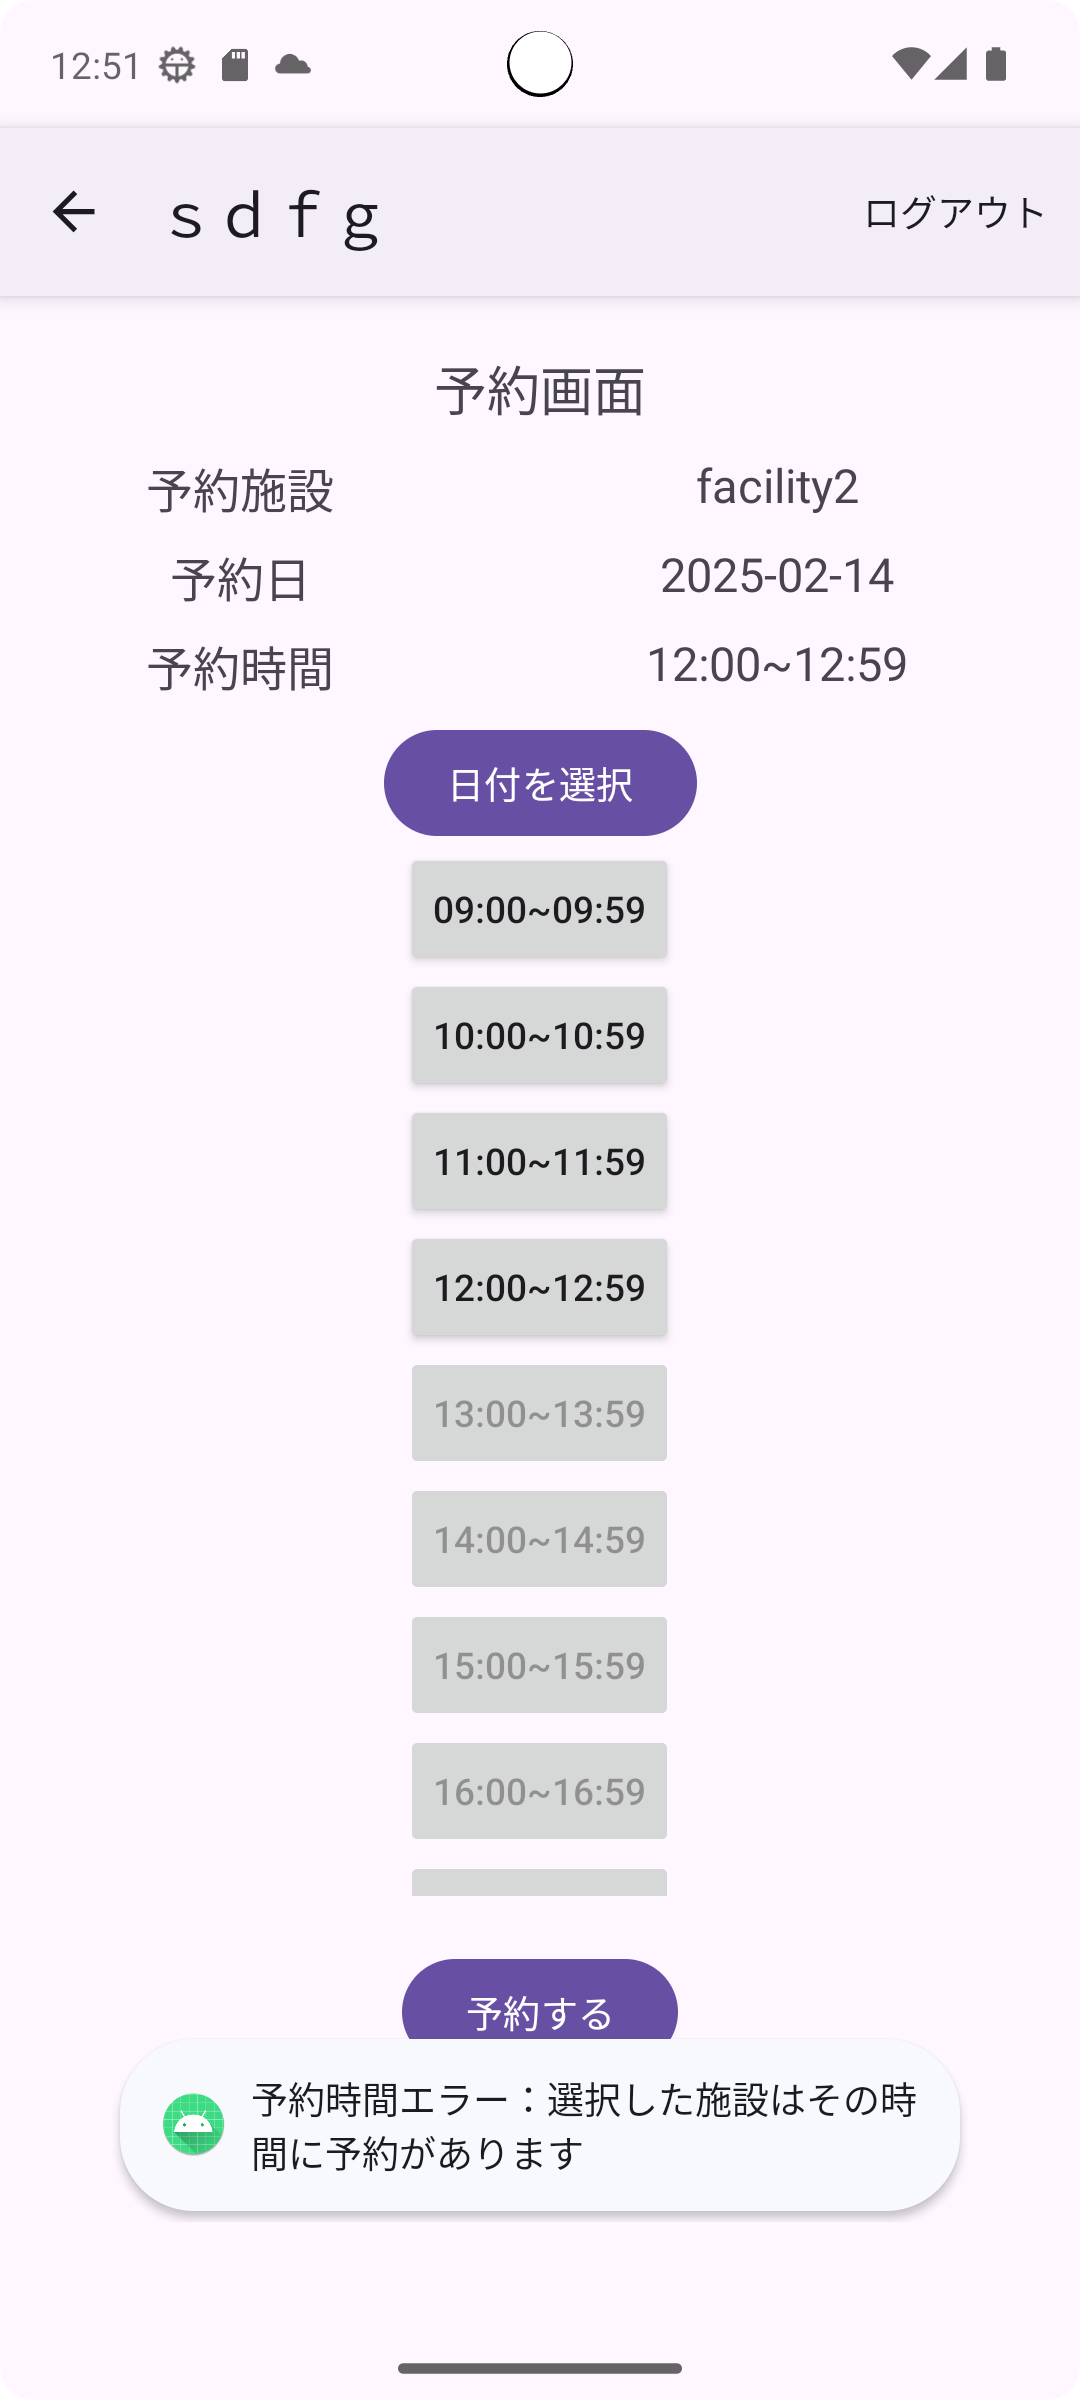 12:51
ｓｄｆｇ
ログアウト
予約画面
予約施設 facility2
予約日 2025-02-14
予約時間 12:00~12:59
日付を選択
09:00~09:59
10:00~10:59
11:00~11:59
12:00~12:59
13:00~13:59
14:00~14:59
15:00~15:59
16:00~16:59
予約する
予約時間エラー：選択した施設はその時
間に予約があります